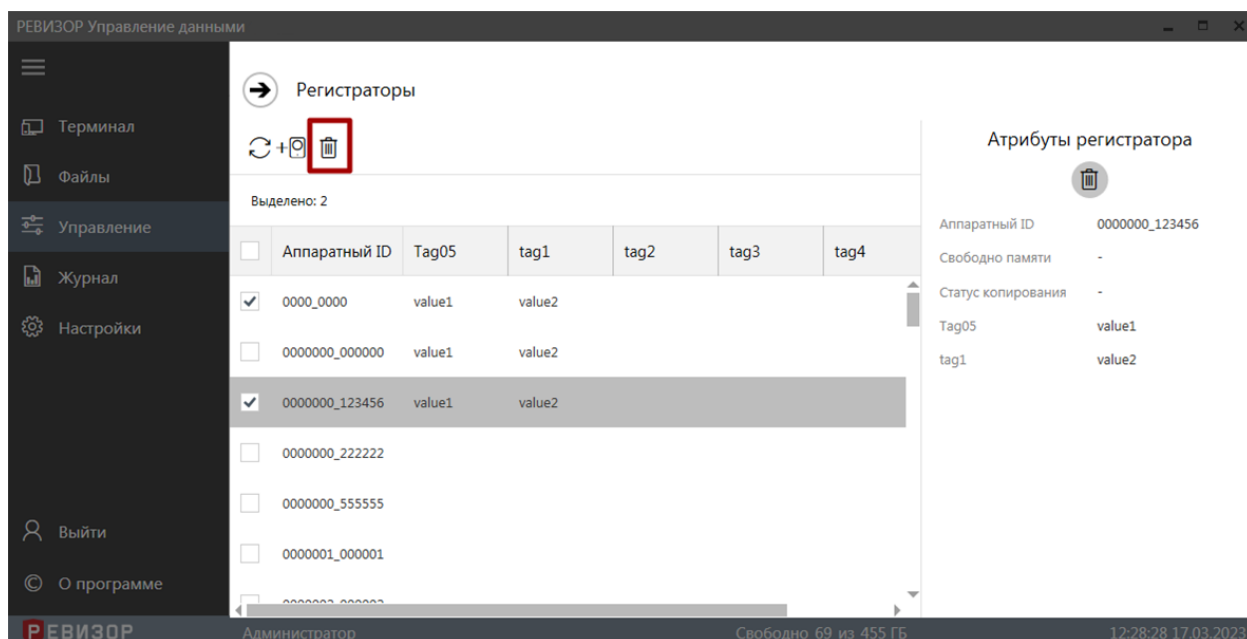 РЕВИЗОР Управление данными
Терминал
Файлы
Управление
Журнал
Настройки
Выйти
© О программе
Регистраторы
Выделено: 2
Аппаратный ID Tag05 tag1 tag2 tag3 tag4
0000_0000 value1 value2
0000000_000000 value1 value2
0000000_123456 value1 value2
0000000_222222
0000000_555555
0000001_000001
Атрибуты регистратора
Аппаратный ID 0000000_123456
Свободно памяти -
Статус копирования -
Tag05 value1
tag1 value2
РЕВИЗОР Администратор Свободно 69 из 455 ГБ 12:28:28 17.03.2023